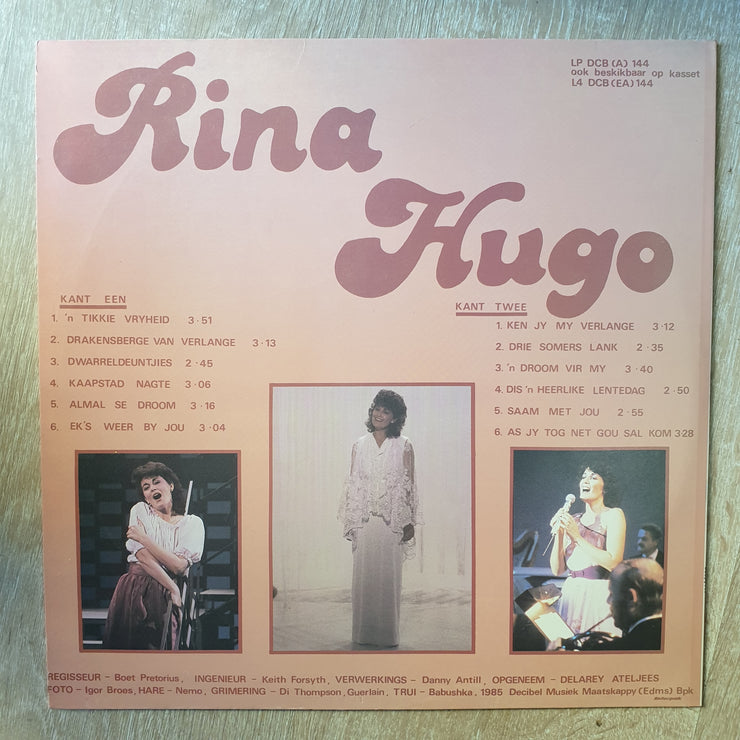 Rina
Hugo
LP DCB (A) 144
ook beskikbaar op kasset
L4 DCB (EA) 144
KANT EEN
1. 'n TIKKIE VRYHEID 3·51
2. DRAKENSBERGE VAN VERLANGE 3·13
3. DWARRELDEUNTJIES 2·45
4. KAAPSTAD NAGTE 3·06
5. ALMAL SE DROOM 3·16
6. EK'S WEER BY JOU 3·04
KANT TWEE
1. KEN JY MY VERLANGE 3·12
2. DRIE SOMERS LANK 2·35
3. 'n DROOM VIR MY 3·40
4. DIS 'n HEERLIKE LENTEDAG 2·50
5. SAAM MET JOU 2·55
6. AS JY TOG NET GOU SAL KOM 3·28
REGISSEUR – Boet Pretorius, INGENIEUR – Keith Forsyth, VERWERKINGS – Danny Antill, OPGENEEM – DELAREY ATELJEES
FOTO – Igor Broes, HARE – Nemo, GRIMERING – Di Thompson, Guerlain, TRUI – Babushka, 1985 Decibel Musiek Maatskappy (Edms) Bpk